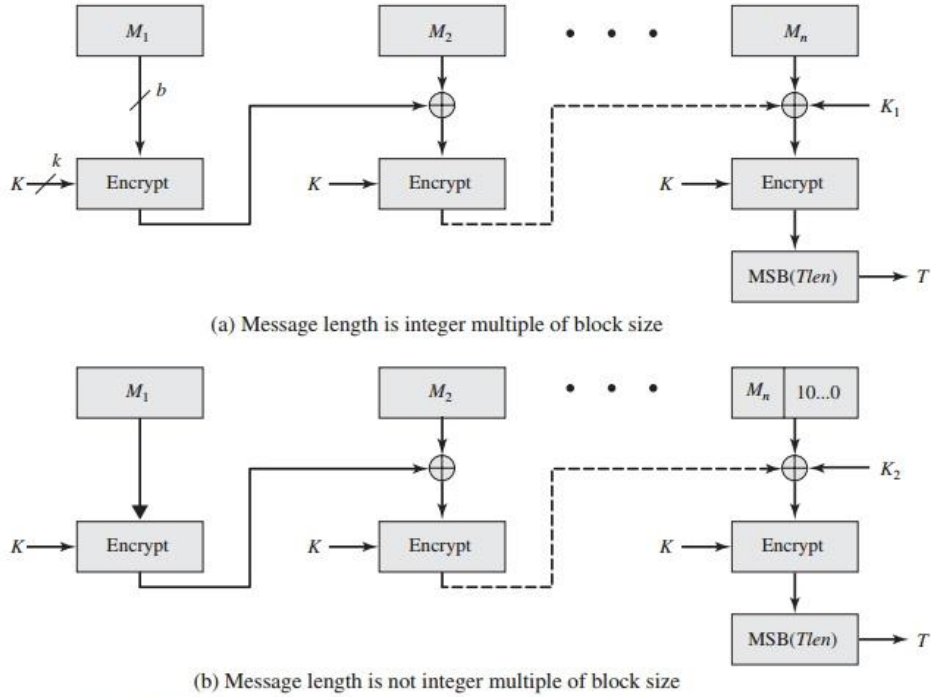 M₁ M₂ • • • Mₙ
b
K₁
k
K Encrypt K Encrypt K Encrypt
MSB(Tlen) T
(a) Message length is integer multiple of block size
M₁ M₂ • • • Mₙ 10...0
K₂
K Encrypt K Encrypt K Encrypt
MSB(Tlen) T
(b) Message length is not integer multiple of block size